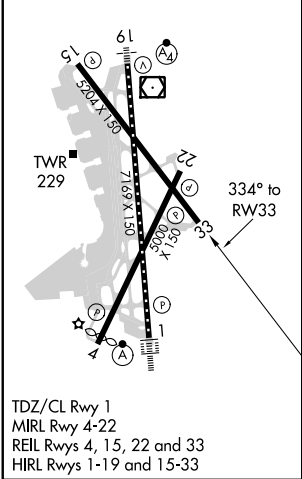 19
15
A4
V
P
5204 X 150
22
TWR
229
7169 X 150
P
334° to
RW33
P
5000
X 150
33
P
P
4
A
1
TDZ/CL Rwy 1
MIRL Rwy 4-22
REIL Rwys 4, 15, 22 and 33
HIRL Rwys 1-19 and 15-33